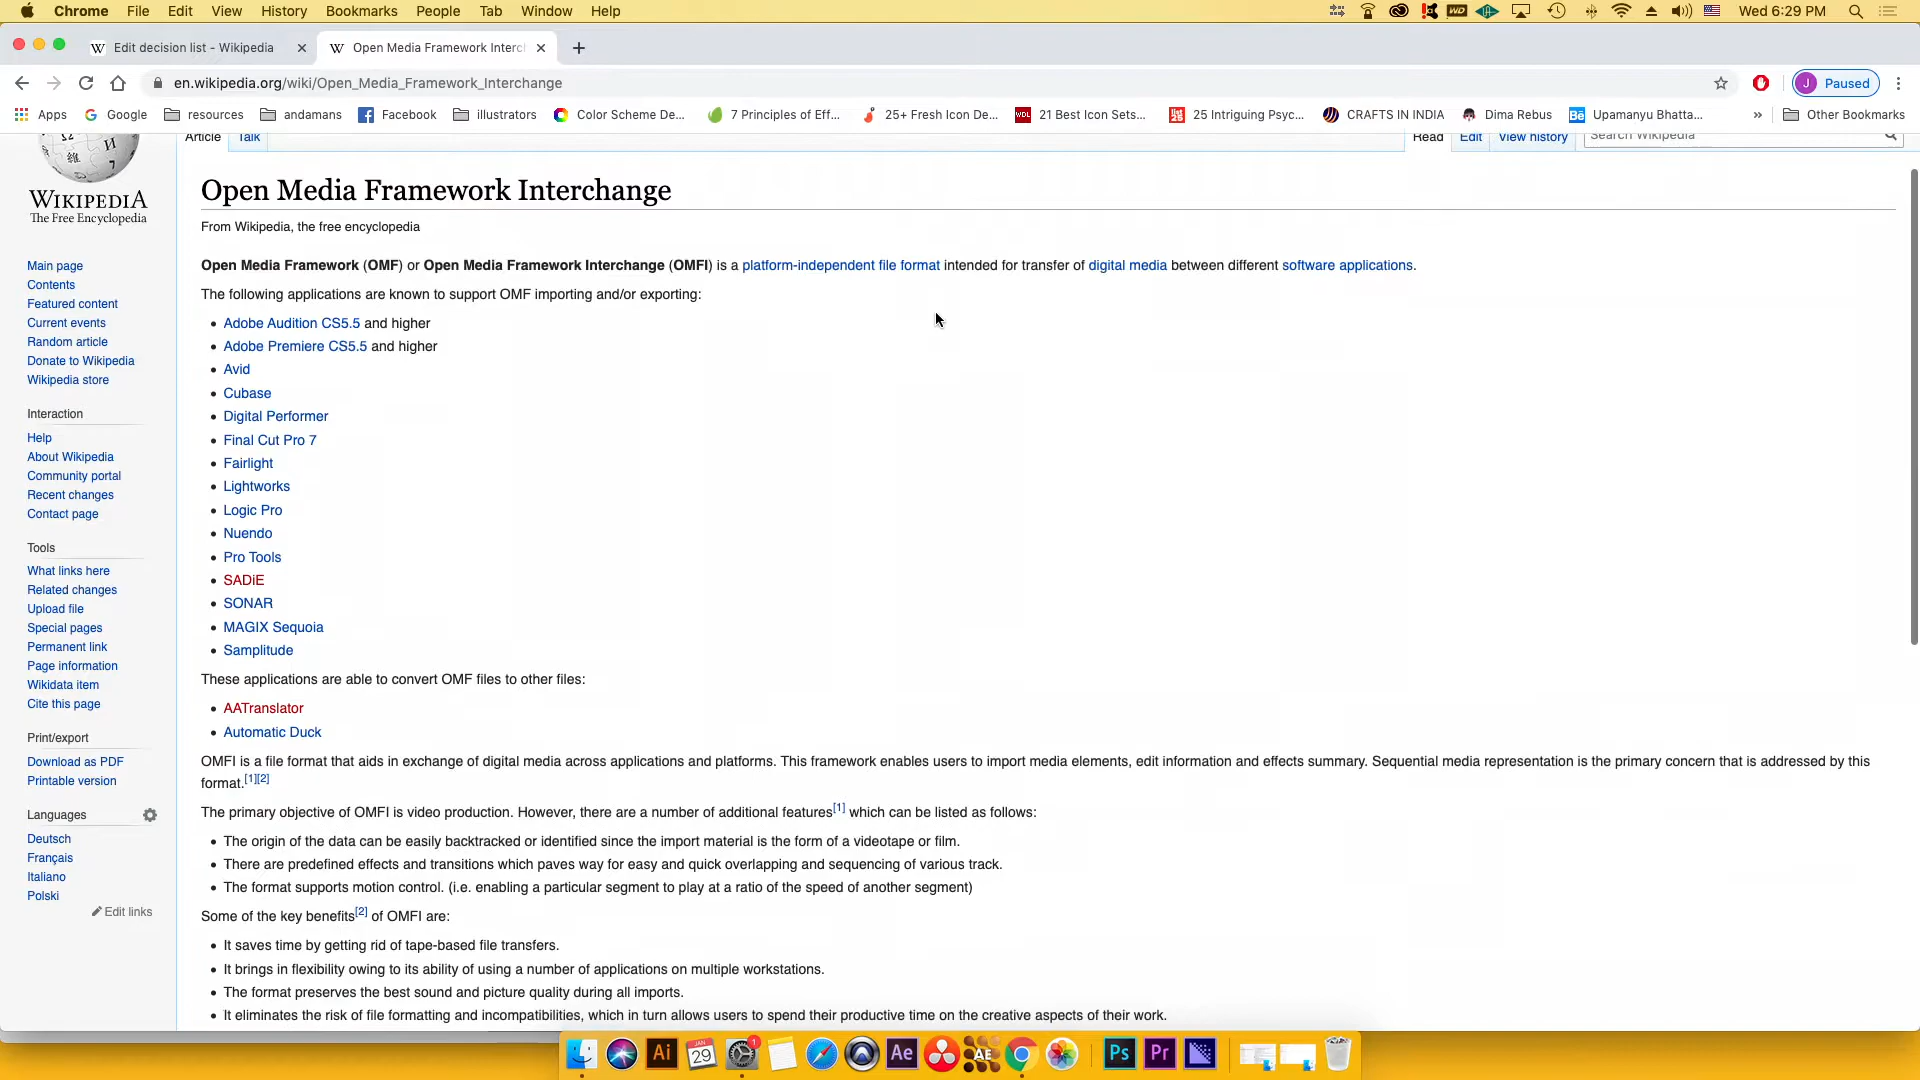 Chrome File Edit View History Bookmarks People Tab Window Help WD Wed 6:29 PM
W Edit decision list - Wikipedia W Open Media Framework Interch
en.wikipedia.org/wiki/Open_Media_Framework_Interchange J Paused
Apps Google resources andamans Facebook illustrators Color Scheme De... 7 Principles of Eff... 25+ Fresh Icon De... WDL 21 Best Icon Sets... 25 Intriguing Psyc... CRAFTS IN INDIA Dima Rebus Bē Upamanyu Bhatta... » Other Bookmarks
Article Talk Read Edit View history Search Wikipedia
WIKIPEDIA
The Free Encyclopedia
Main page
Contents
Featured content
Current events
Random article
Donate to Wikipedia
Wikipedia store
Interaction
Help
About Wikipedia
Community portal
Recent changes
Contact page
Tools
What links here
Related changes
Upload file
Special pages
Permanent link
Page information
Wikidata item
Cite this page
Print/export
Download as PDF
Printable version
Languages
Deutsch
Français
Italiano
Polski
Edit links
Open Media Framework Interchange
From Wikipedia, the free encyclopedia
Open Media Framework (OMF) or Open Media Framework Interchange (OMFI) is a platform-independent file format intended for transfer of digital media between different software applications.
The following applications are known to support OMF importing and/or exporting:
• Adobe Audition CS5.5 and higher
• Adobe Premiere CS5.5 and higher
• Avid
• Cubase
• Digital Performer
• Final Cut Pro 7
• Fairlight
• Lightworks
• Logic Pro
• Nuendo
• Pro Tools
• SADiE
• SONAR
• MAGIX Sequoia
• Samplitude
These applications are able to convert OMF files to other files:
• AATranslator
• Automatic Duck
OMFI is a file format that aids in exchange of digital media across applications and platforms. This framework enables users to import media elements, edit information and effects summary. Sequential media representation is the primary concern that is addressed by this
format.[1][2]
The primary objective of OMFI is video production. However, there are a number of additional features[1] which can be listed as follows:
• The origin of the data can be easily backtracked or identified since the import material is the form of a videotape or film.
• There are predefined effects and transitions which paves way for easy and quick overlapping and sequencing of various track.
• The format supports motion control. (i.e. enabling a particular segment to play at a ratio of the speed of another segment)
Some of the key benefits[2] of OMFI are:
• It saves time by getting rid of tape-based file transfers.
• It brings in flexibility owing to its ability of using a number of applications on multiple workstations.
• The format preserves the best sound and picture quality during all imports.
• It eliminates the risk of file formatting and incompatibilities, which in turn allows users to spend their productive time on the creative aspects of their work.
Ai JAN 29 1 Ae AE Ps Pr